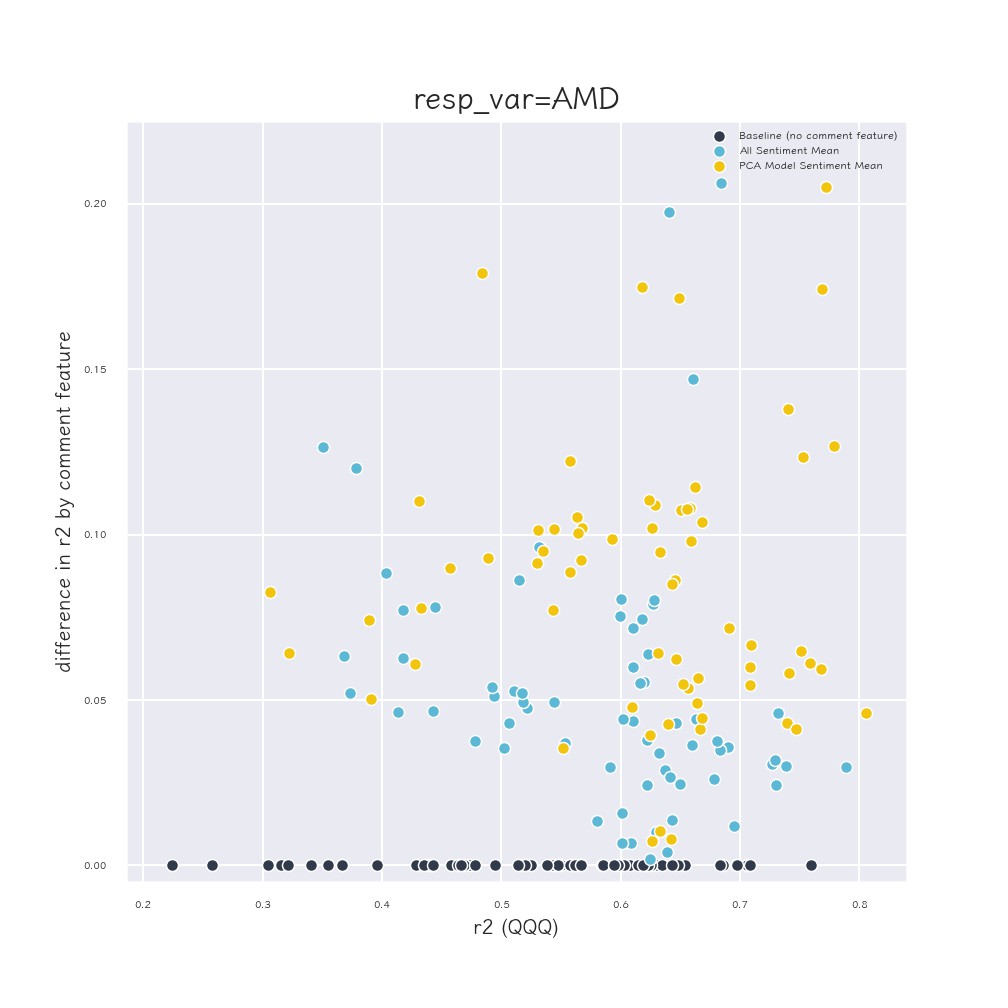 resp_var=AMD
Baseline (no comment feature)
All Sentiment Mean
PCA Model Sentiment Mean
difference in r2 by comment feature
0.20
0.15
0.10
0.05
0.00
0.2 0.3 0.4 0.5 0.6 0.7 0.8
r2 (QQQ)